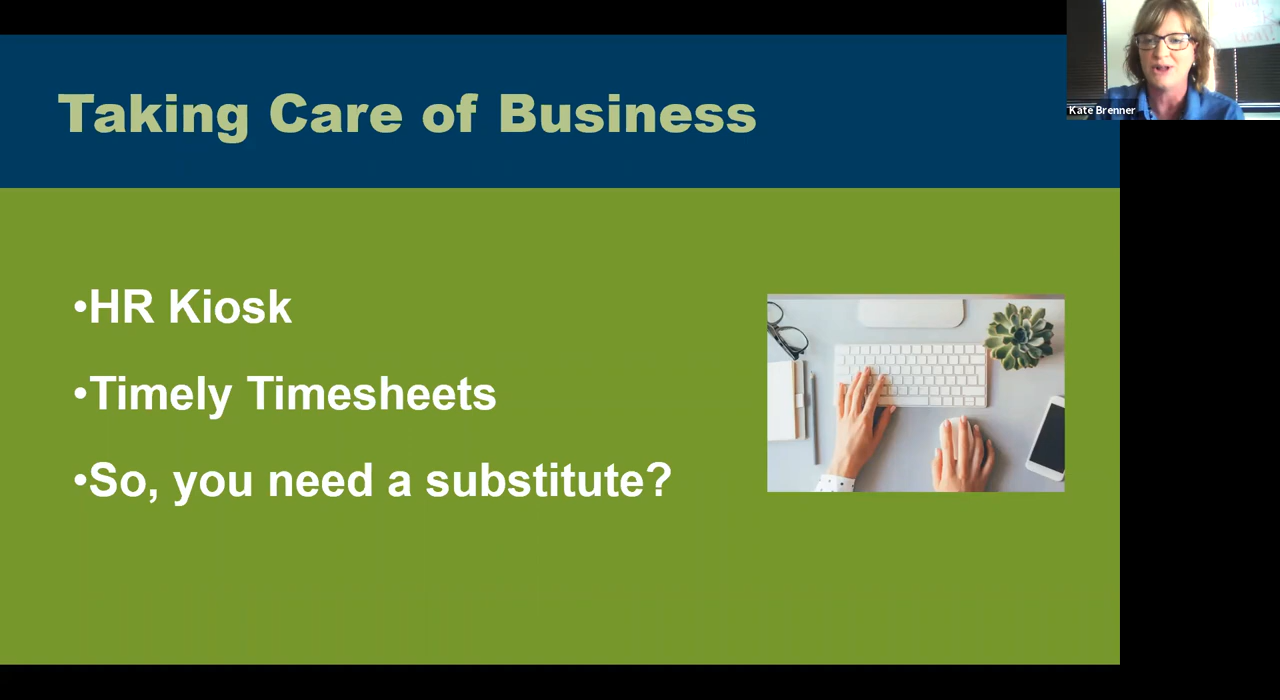 Taking Care of Business
Kate Brenner
•HR Kiosk
•Timely Timesheets
•So, you need a substitute?